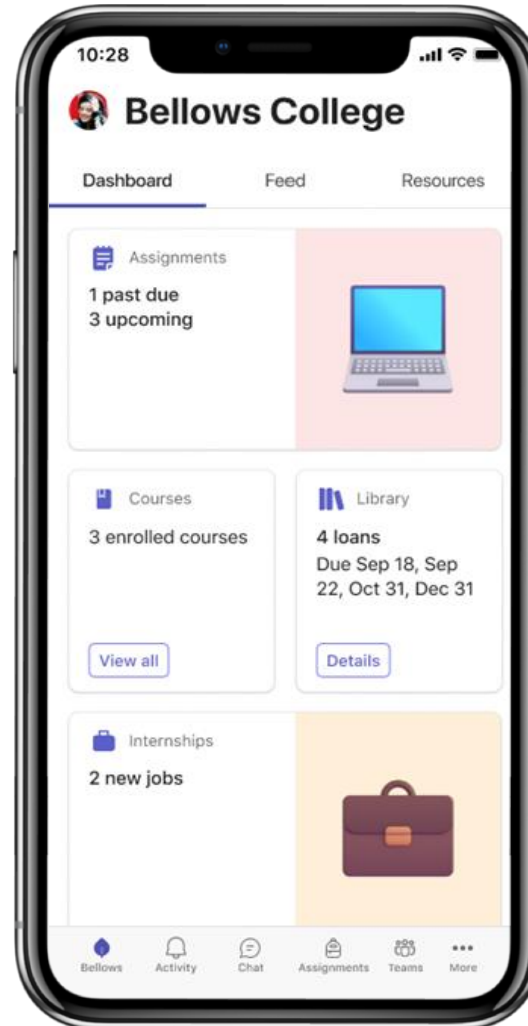 10:28
Bellows College
Dashboard
Feed
Resources
Assignments
1 past due
3 upcoming
Courses
3 enrolled courses
View all
Library
4 loans
Due Sep 18, Sep
22, Oct 31, Dec 31
Details
Internships
2 new jobs
Bellows
Activity
Chat
Assignments
Teams
More